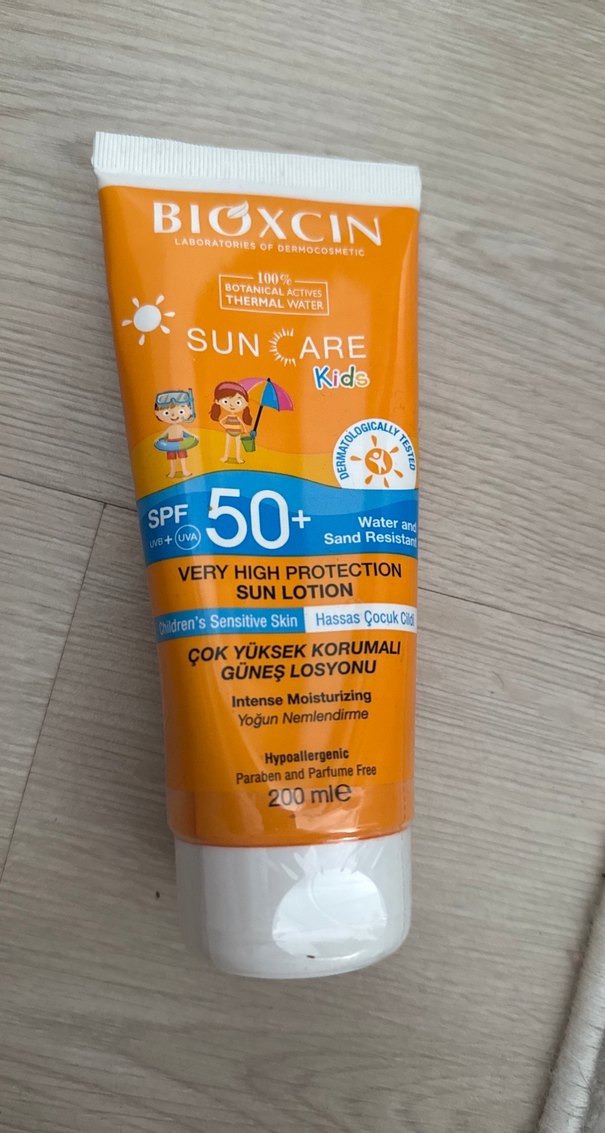 BIOXCIN
LABORATORIES OF DERMOCOSMETIC
100%
BOTANICAL ACTIVES
THERMAL WATER
SUN CARE
Kids
DERMATOLOGICALLY TESTED
SPF 50+
UVB + UVA
Water and
Sand Resistant
VERY HIGH PROTECTION
SUN LOTION
Children's Sensitive Skin Hassas Çocuk Cildi
ÇOK YÜKSEK KORUMALI
GÜNEŞ LOSYONU
Intense Moisturizing
Yoğun Nemlendirme
Hypoallergenic
Paraben and Parfume Free
200 ml℮